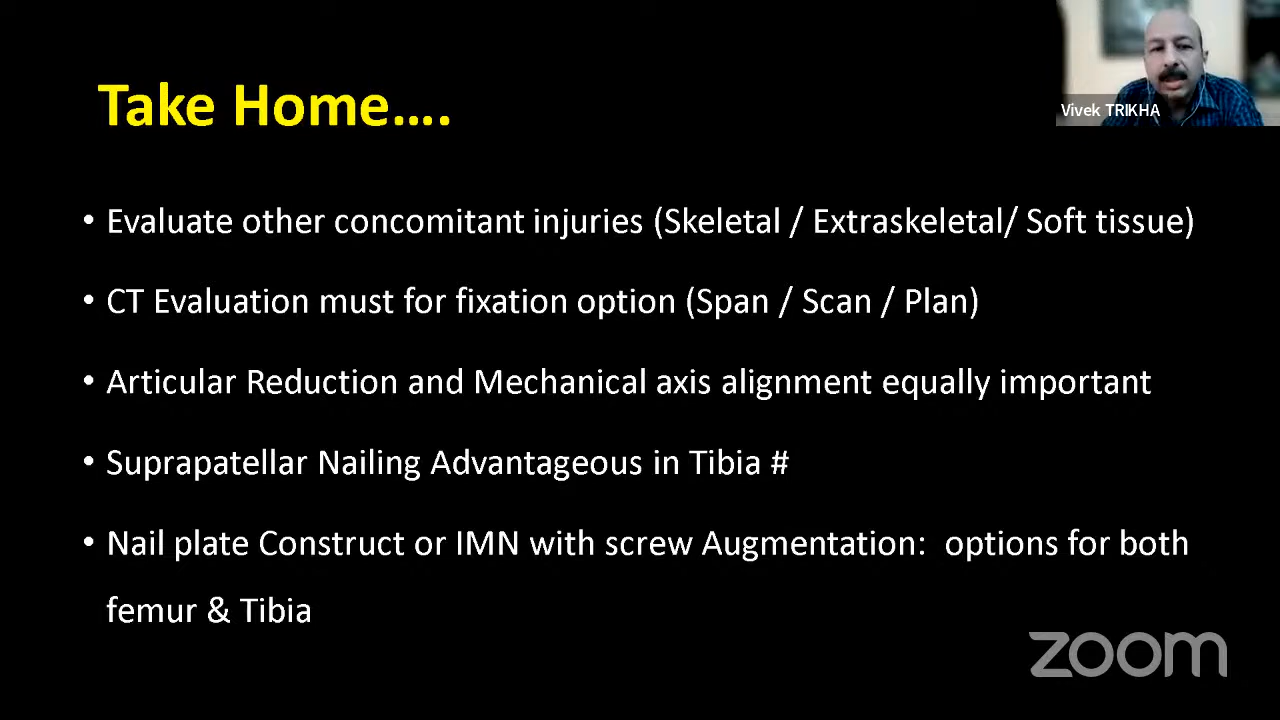 Vivek TRIKHA
Take Home....
• Evaluate other concomitant injuries (Skeletal / Extraskeletal/ Soft tissue)
• CT Evaluation must for fixation option (Span / Scan / Plan)
• Articular Reduction and Mechanical axis alignment equally important
• Suprapatellar Nailing Advantageous in Tibia #
• Nail plate Construct or IMN with screw Augmentation:  options for both
femur & Tibia
zoom